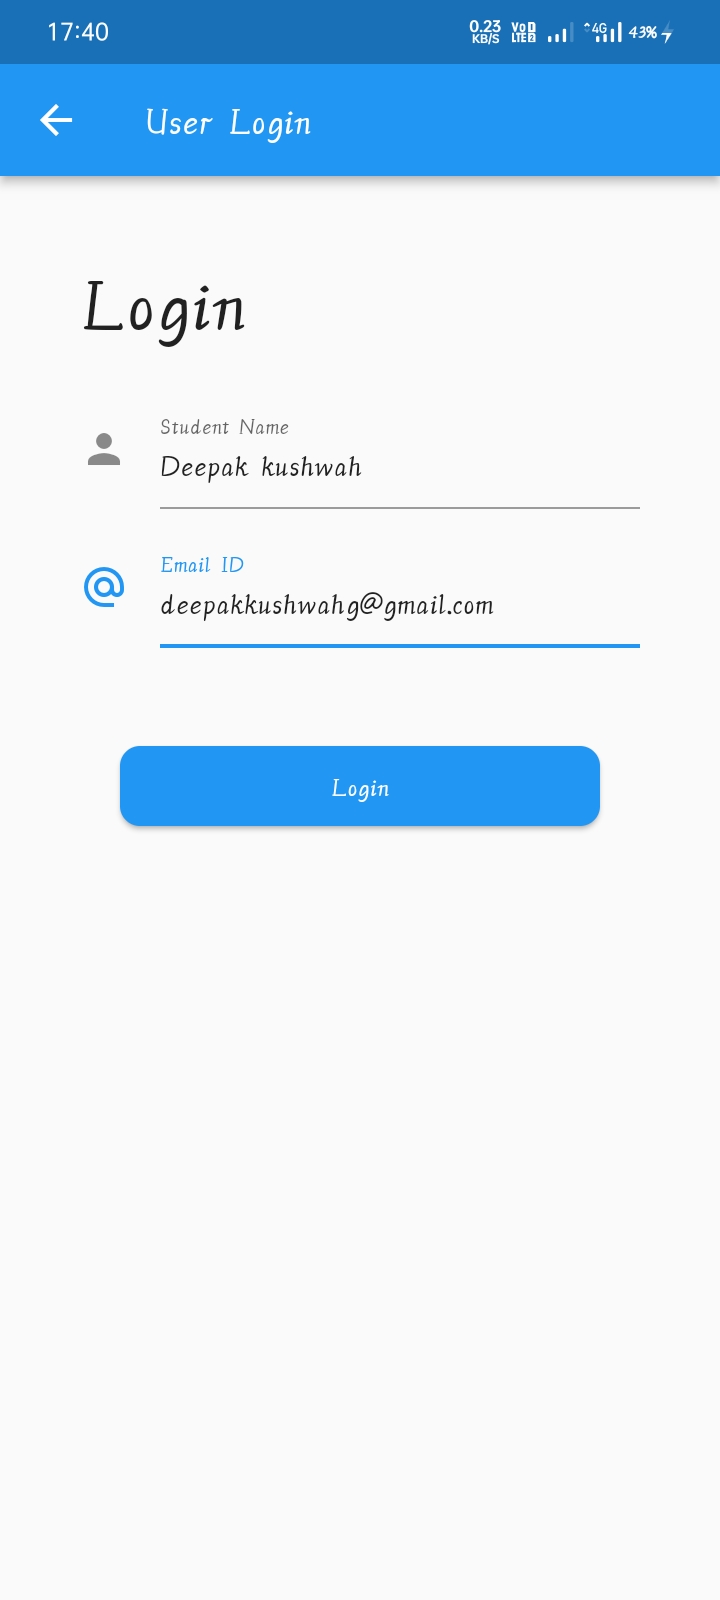 17:40
0.23 KB/S
VoD LTE2
4G
43%
User Login
Login
Student Name
Deepak kushwah
Email ID
deepakkushwahg@gmail.com
Login